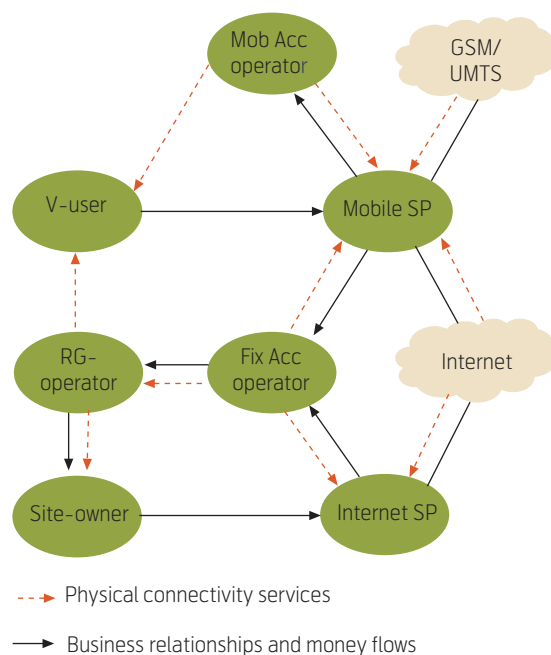 Mob Acc
operator
GSM/
UMTS
V-user
Mobile SP
RG-
operator
Fix Acc
operator
Internet
Site-owner
Internet SP
Physical connectivity services
Business relationships and money flows